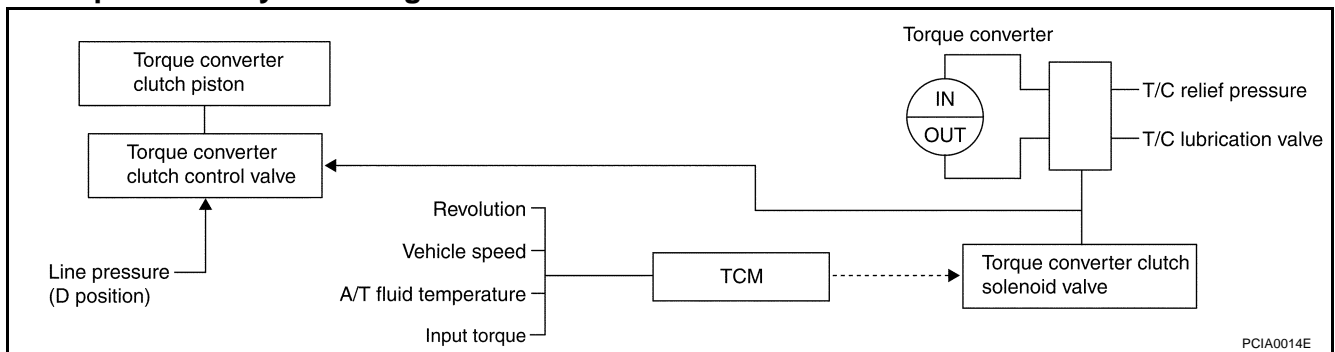 Torque converter
clutch piston
Torque converter
clutch control valve
Line pressure
(D position)
Revolution
Vehicle speed
A/T fluid temperature
Input torque
TCM
Torque converter
IN
OUT
T/C relief pressure
T/C lubrication valve
Torque converter clutch
solenoid valve
PCIA0014E